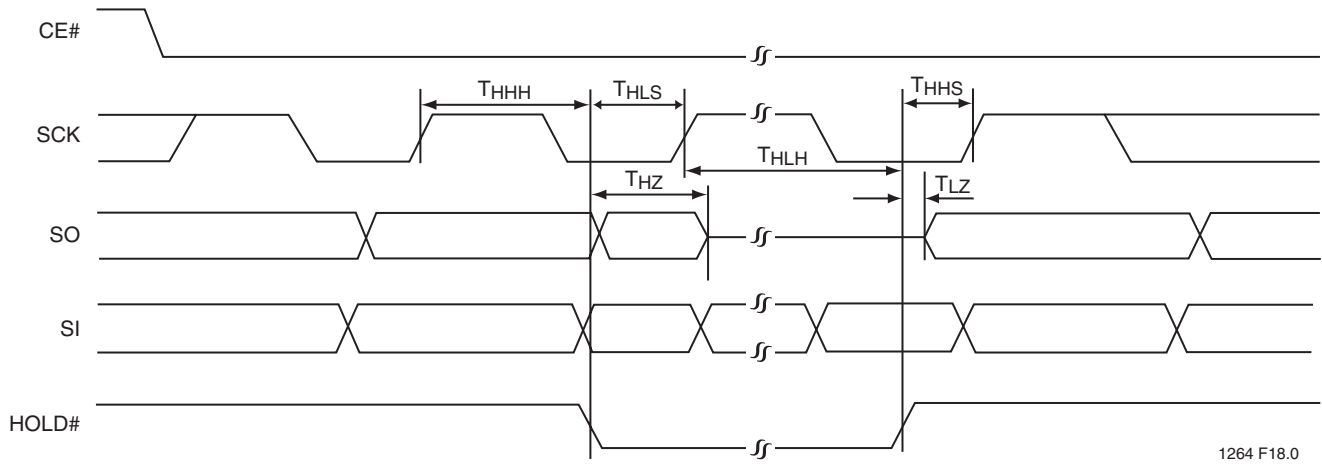 CE#
THHH
THLS
THHS
SCK
THLH
THZ
TLZ
SO
SI
HOLD#
1264 F18.0